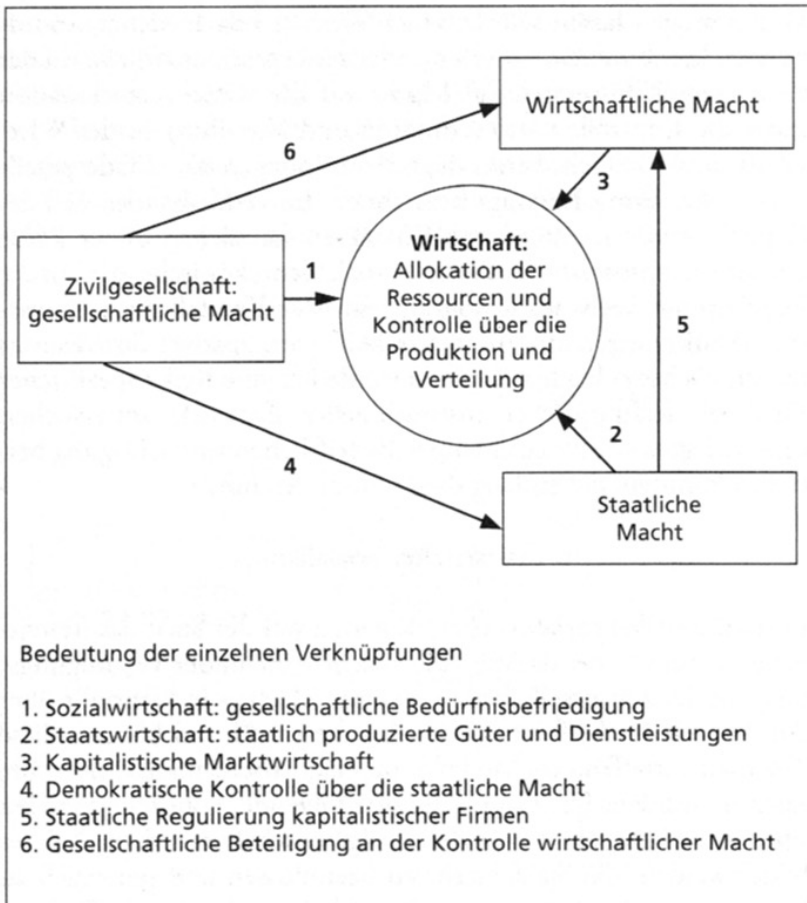 Wirtschaftliche Macht
6
3
Wirtschaft:
Allokation der
Ressourcen und
Kontrolle über die
Produktion und
Verteilung
Zivilgesellschaft:
gesellschaftliche Macht
1
5
2
4
Staatliche
Macht
Bedeutung der einzelnen Verknüpfungen
1. Sozialwirtschaft: gesellschaftliche Bedürfnisbefriedigung
2. Staatswirtschaft: staatlich produzierte Güter und Dienstleistungen
3. Kapitalistische Marktwirtschaft
4. Demokratische Kontrolle über die staatliche Macht
5. Staatliche Regulierung kapitalistischer Firmen
6. Gesellschaftliche Beteiligung an der Kontrolle wirtschaftlicher Macht